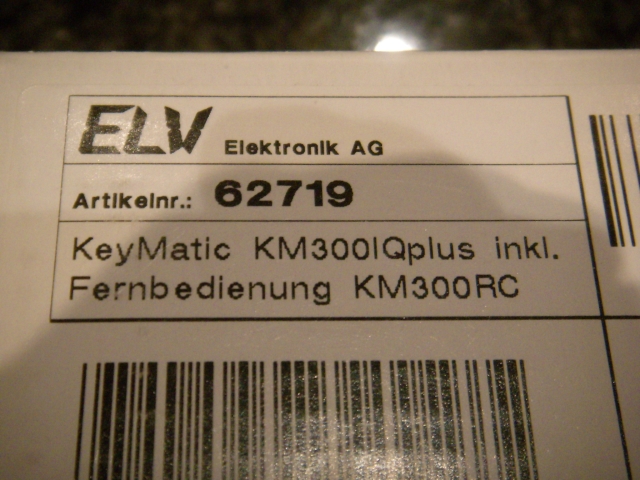 ELV Elektronik AG
Artikelnr.: 62719
KeyMatic KM300IQplus inkl.
Fernbedienung KM300RC